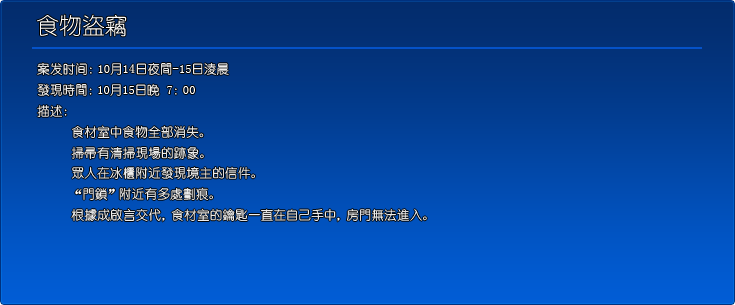 食物盜竊
案发时间: 10月14日夜間-15日淩晨
發現時間: 10月15日晚 7: 00
描述:
食材室中食物全部消失。
掃帚有清掃現場的跡象。
眾人在冰櫃附近發現境主的信件。
“門鎖”附近有多處劃痕。
根據成啟言交代, 食材室的鑰匙一直在自己手中, 房門無法進入。